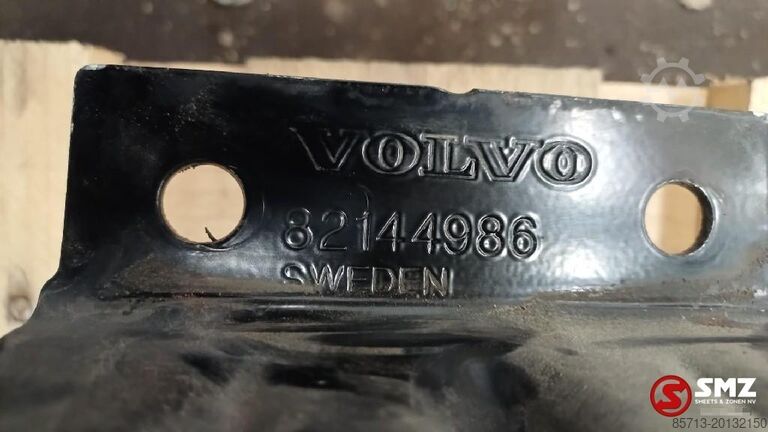 VOLVO
82144986
SWEDEN
SMZ
SHEETS & ZONEN NV
85713-20132150